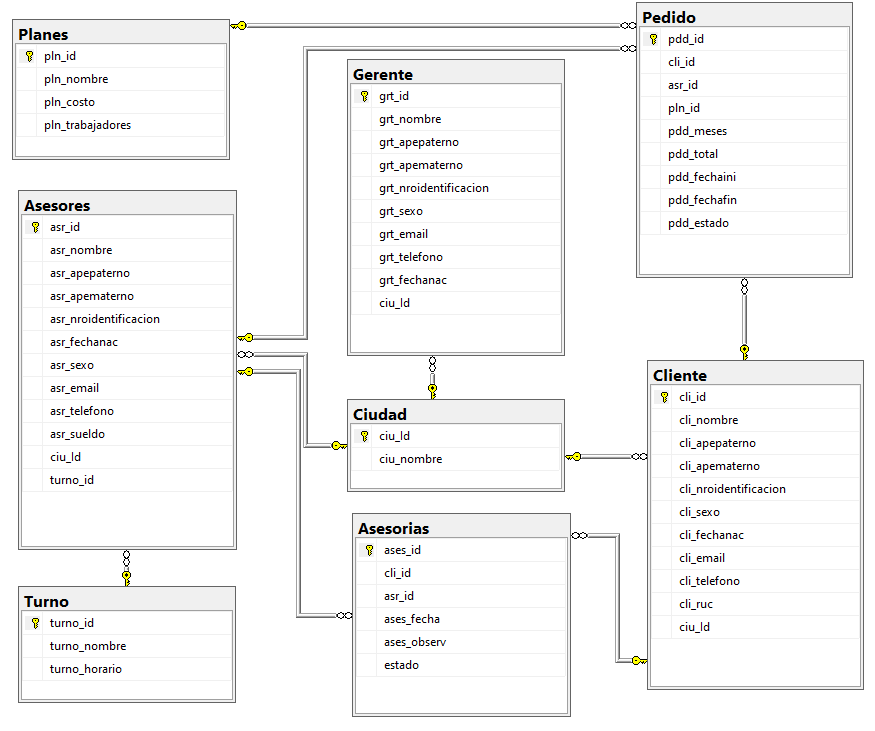 Planes
pln_id
pln_nombre
pln_costo
pln_trabajadores
Gerente
grt_id
grt_nombre
grt_apepaterno
grt_apematerno
grt_nroidentificacion
grt_sexo
grt_email
grt_telefono
grt_fechanac
ciu_Id
Pedido
pdd_id
cli_id
asr_id
pln_id
pdd_meses
pdd_total
pdd_fechaini
pdd_fechafin
pdd_estado
Asesores
asr_id
asr_nombre
asr_apepaterno
asr_apematerno
asr_nroidentificacion
asr_fechanac
asr_sexo
asr_email
asr_telefono
asr_sueldo
ciu_Id
turno_id
Ciudad
ciu_Id
ciu_nombre
Cliente
cli_id
cli_nombre
cli_apepaterno
cli_apematerno
cli_nroidentificacion
cli_sexo
cli_fechanac
cli_email
cli_telefono
cli_ruc
ciu_Id
Asesorias
ases_id
cli_id
asr_id
ases_fecha
ases_observ
estado
Turno
turno_id
turno_nombre
turno_horario